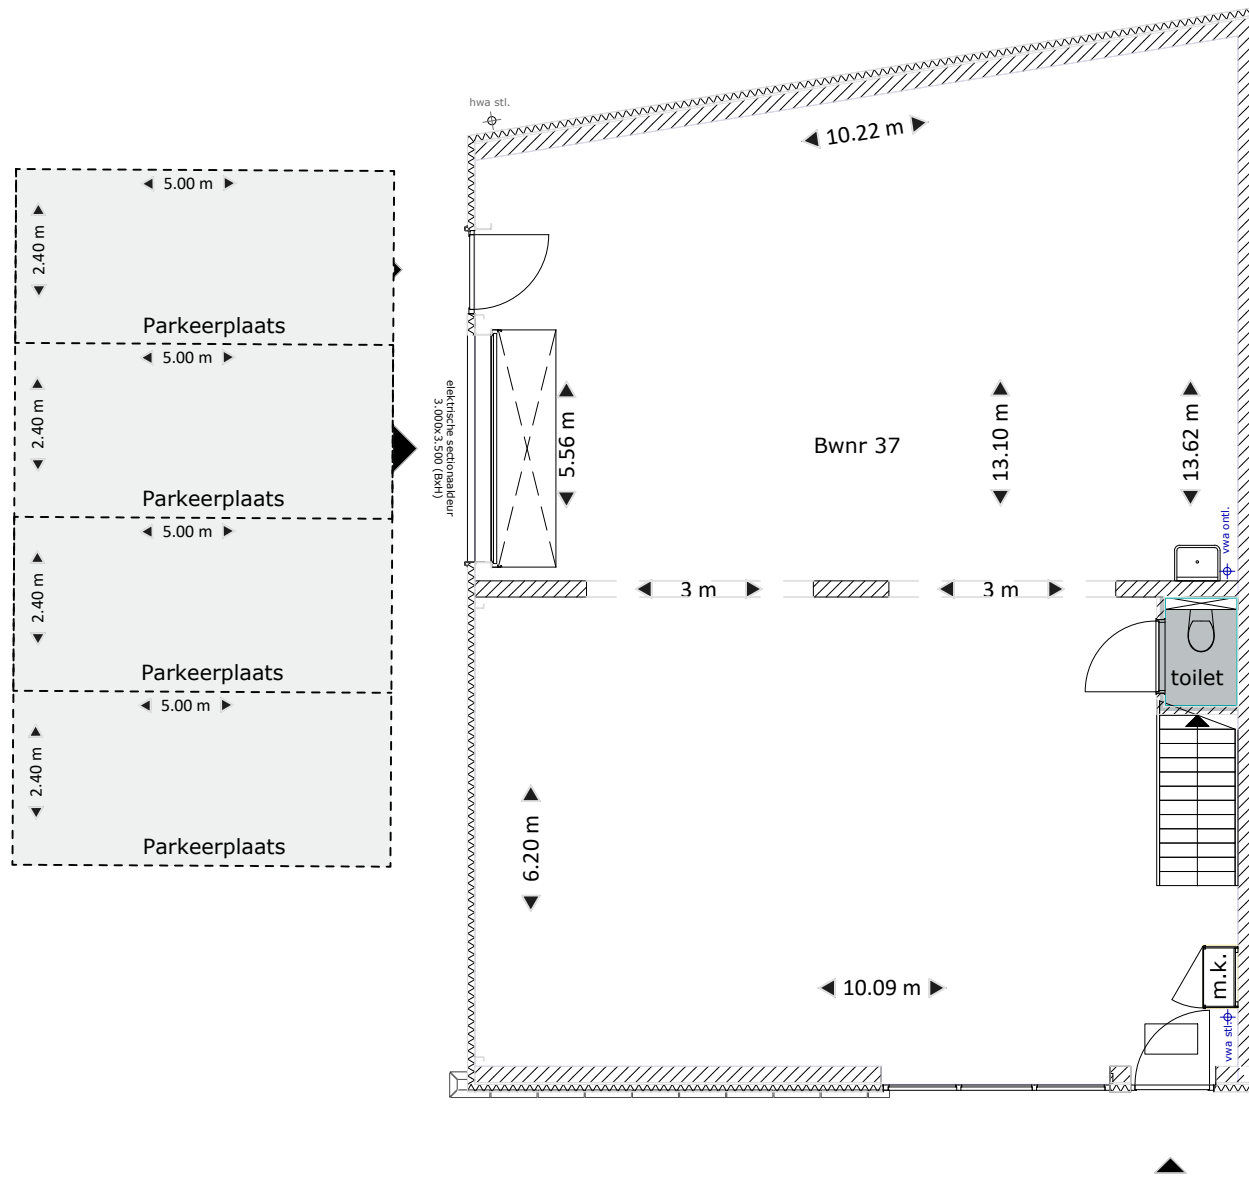 hwa stl.
10.22 m
5.00 m
2.40 m
Parkeerplaats
5.00 m
2.40 m
Parkeerplaats
5.00 m
2.40 m
Parkeerplaats
5.00 m
2.40 m
Parkeerplaats
elektrische sectionaaldeur
3.000x3.500 (BxH)
5.56 m
Bwnr 37
13.10 m
13.62 m
vwa ontl.
3 m
3 m
toilet
6.20 m
10.09 m
m.k.
vwa stl.